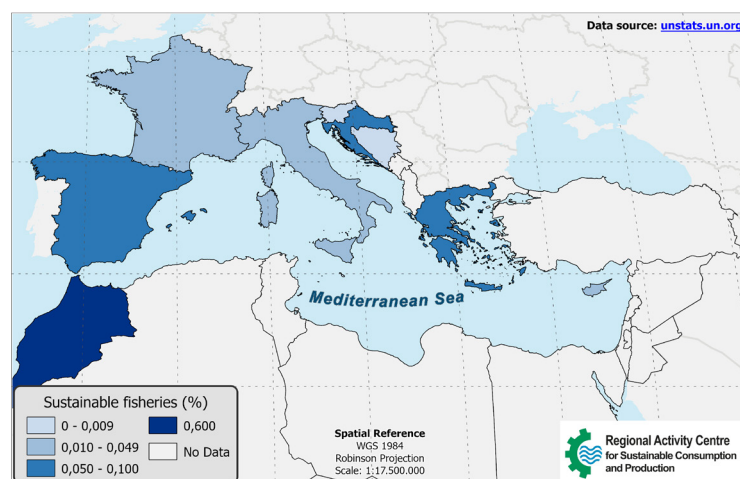 Data source: unstats.un.org
Mediterranean Sea
Sustainable fisheries (%)
0 - 0,009
0,600
0,010 - 0,049
No Data
0,050 - 0,100
Spatial Reference
WGS 1984
Robinson Projection
Scale: 1:17.500.000
Regional Activity Centre
for Sustainable Consumption
and Production